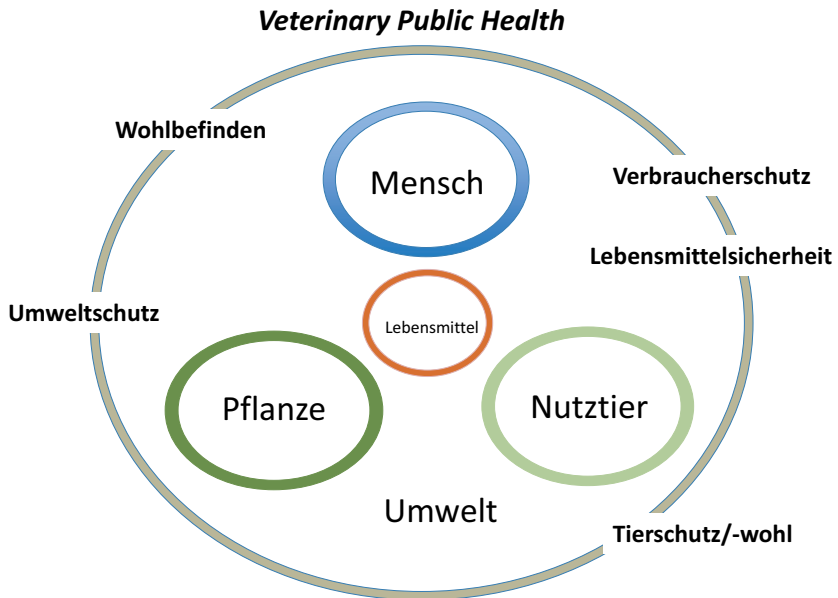 Veterinary Public Health
Wohlbefinden
Mensch
Verbraucherschutz
Lebensmittelsicherheit
Umweltschutz
Lebensmittel
Pflanze
Nutztier
Umwelt
Tierschutz/-wohl